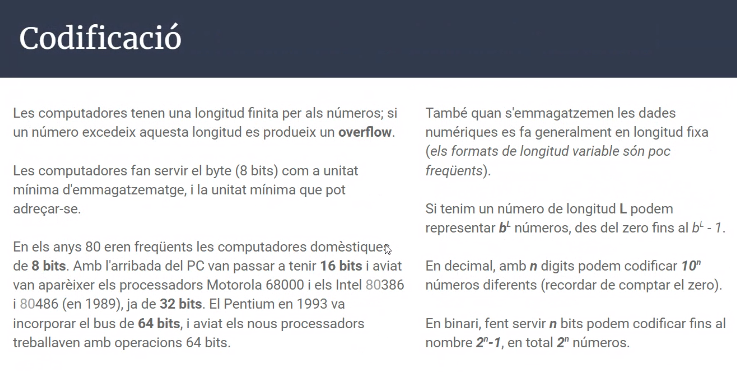 Codificació
Les computadores tenen una longitud finita per als números; si
un número excedeix aquesta longitud es produeix un overflow.
Les computadores fan servir el byte (8 bits) com a unitat
mínima d'emmagatzematge, i la unitat mínima que pot
adreçar-se.
En els anys 80 eren freqüents les computadores domèstiques
de 8 bits. Amb l'arribada del PC van passar a tenir 16 bits i aviat
van aparèixer els processadors Motorola 68000 i els Intel 80386
i 80486 (en 1989), ja de 32 bits. El Pentium en 1993 va
incorporar el bus de 64 bits, i aviat els nous processadors
treballaven amb operacions 64 bits.
També quan s'emmagatzemen les dades
numériques es fa generalment en longitud fixa
(els formats de longitud variable són poc
freqüents).
Si tenim un número de longitud L podem
representar bᴸ números, des del zero fins al bᴸ - 1.
En decimal, amb n digits podem codificar 10ⁿ
números diferents (recordar de comptar el zero).
En binari, fent servir n bits podem codificar fins al
nombre 2ⁿ-1, en total 2ⁿ números.